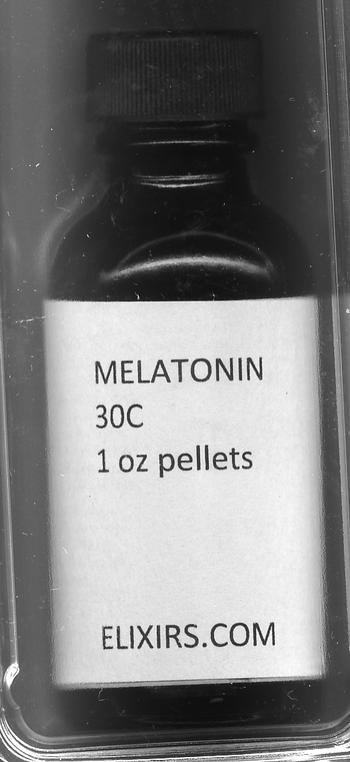 MELATONIN
30C
1 oz pellets
ELIXIRS.COM